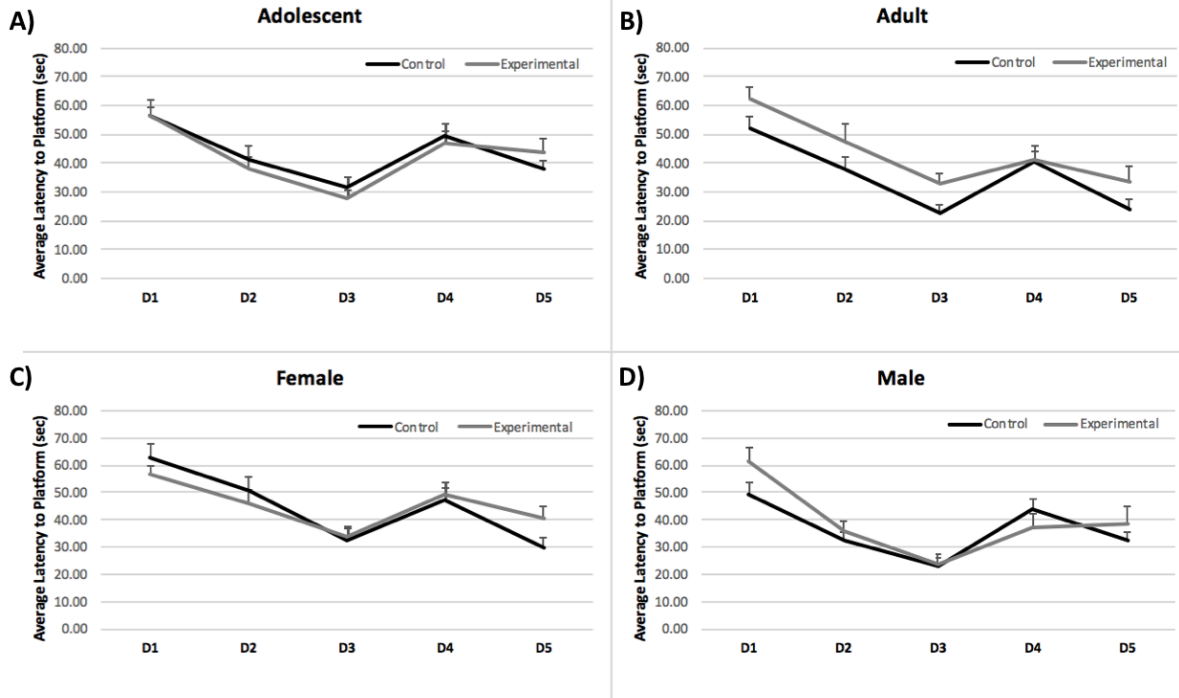 A)
Adolescent
Average Latency to Platform (sec)
80.00
70.00
60.00
50.00
40.00
30.00
20.00
10.00
0.00
Control Experimental
D1 D2 D3 D4 D5
B)
Adult
Average Latency to Platform (sec)
80.00
70.00
60.00
50.00
40.00
30.00
20.00
10.00
0.00
Control Experimental
D1 D2 D3 D4 D5
C)
Female
Average Latency to Platform (sec)
80.00
70.00
60.00
50.00
40.00
30.00
20.00
10.00
0.00
Control Experimental
D1 D2 D3 D4 D5
D)
Male
Average Latency to Platform (sec)
80.00
70.00
60.00
50.00
40.00
30.00
20.00
10.00
0.00
Control Experimental
D1 D2 D3 D4 D5